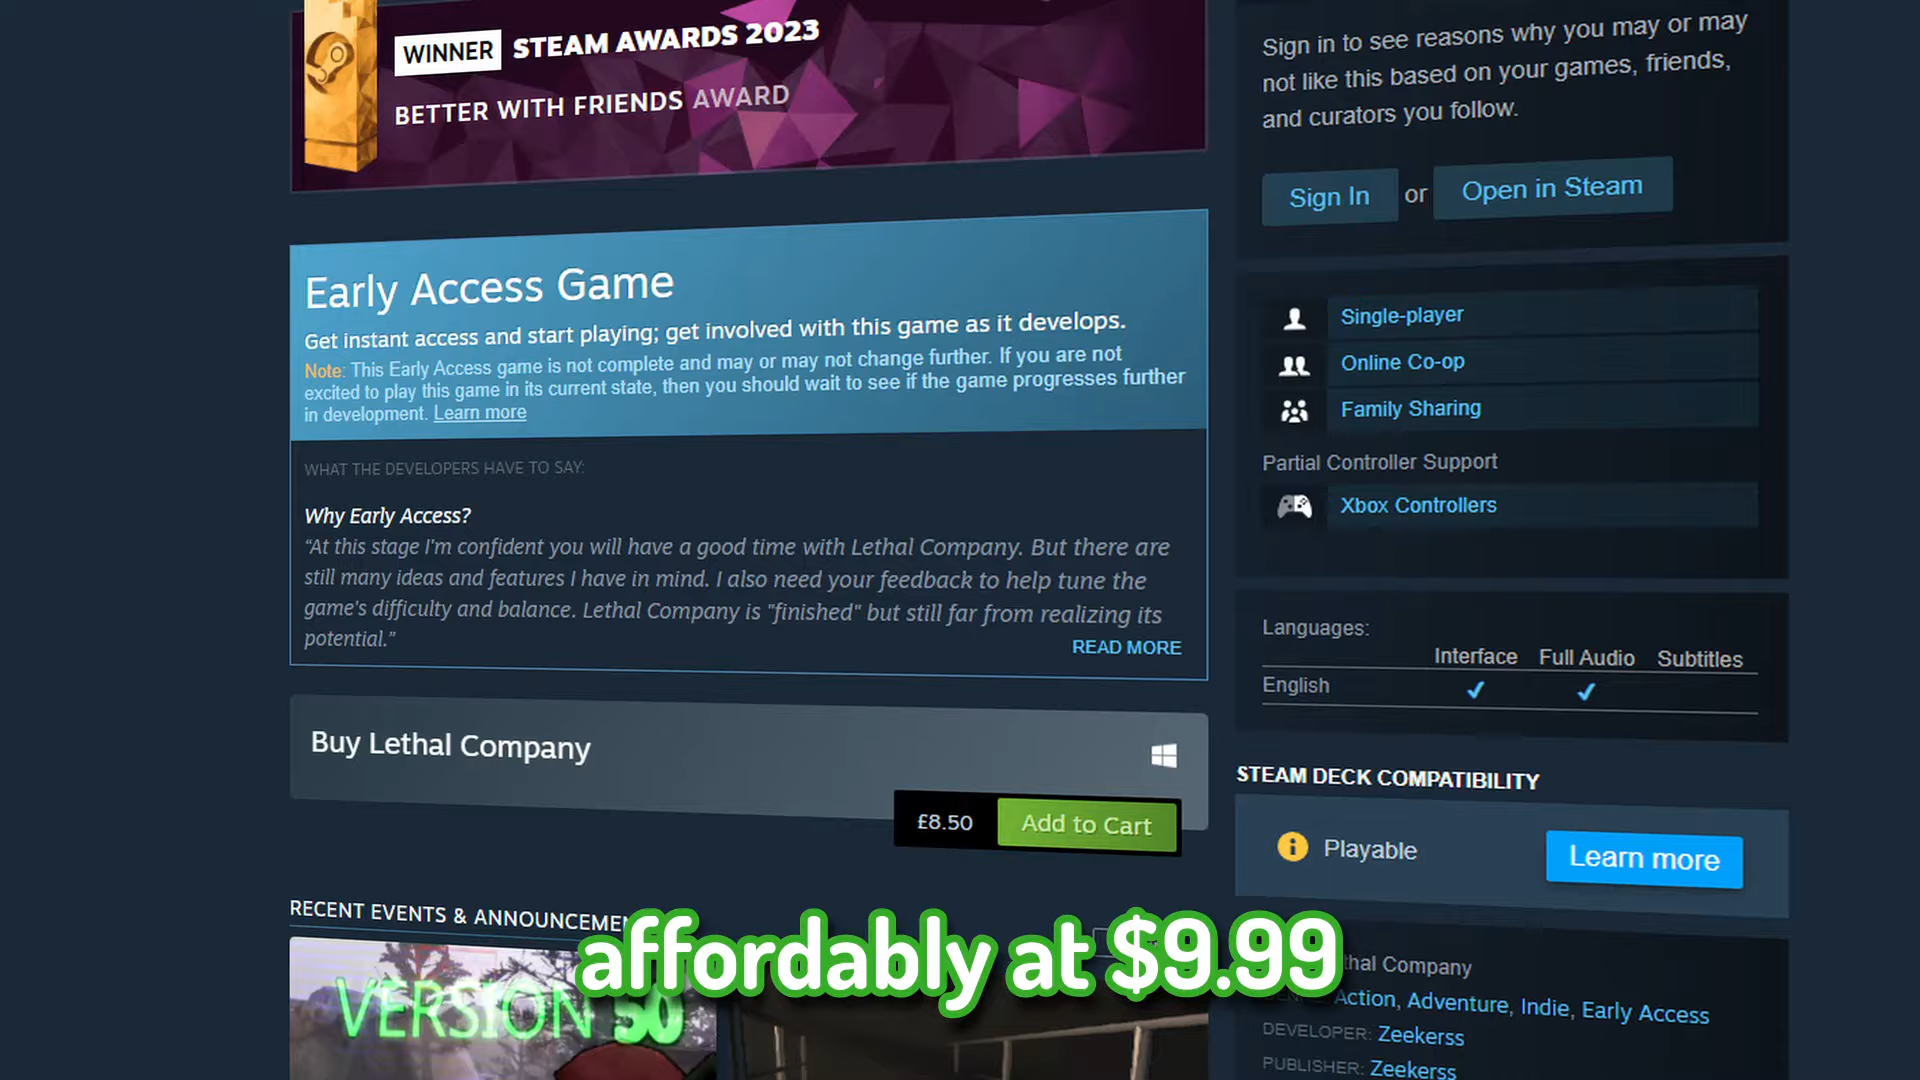 WINNER STEAM AWARDS 2023
BETTER WITH FRIENDS AWARD
Early Access Game
Get instant access and start playing; get involved with this game as it develops.
Note: This Early Access game is not complete and may or may not change further. If you are not
excited to play this game in its current state, then you should wait to see if the game progresses further
in development. Learn more
WHAT THE DEVELOPERS HAVE TO SAY:
Why Early Access?
“At this stage I'm confident you will have a good time with Lethal Company. But there are
still many ideas and features I have in mind. I also need your feedback to help tune the
game's difficulty and balance. Lethal Company is "finished" but still far from realizing its
potential.”
READ MORE
Buy Lethal Company
£8.50 Add to Cart
RECENT EVENTS & ANNOUNCEMEN
VERSION 50
affordably at $9.99
Sign in to see reasons why you may or may
not like this based on your games, friends,
and curators you follow.
Sign In or Open in Steam
Single-player
Online Co-op
Family Sharing
Partial Controller Support
Xbox Controllers
Languages:
Interface Full Audio Subtitles
English ✔ ✔
STEAM DECK COMPATIBILITY
Playable Learn more
thal Company
Action, Adventure, Indie, Early Access
DEVELOPER: Zeekerss
PUBLISHER: Zeekerss